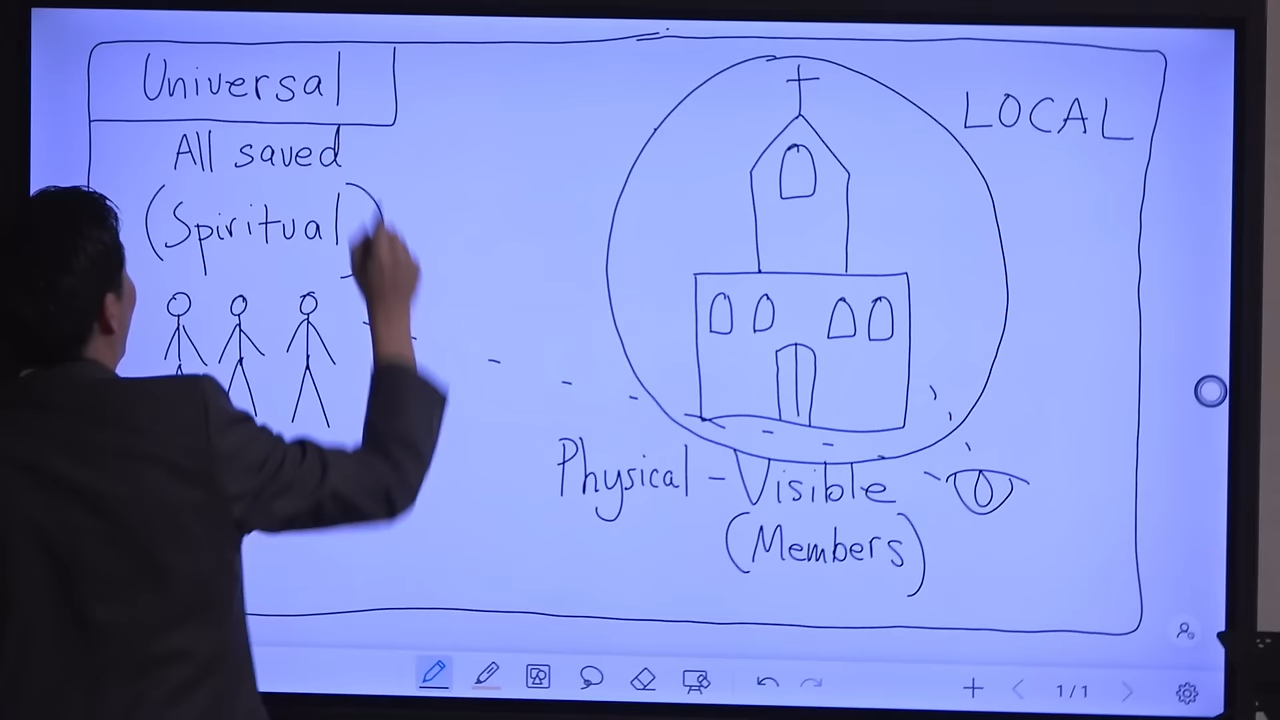 Universal
All saved
(Spiritual)
LOCAL
Physical - Visible
(Members)
1/1